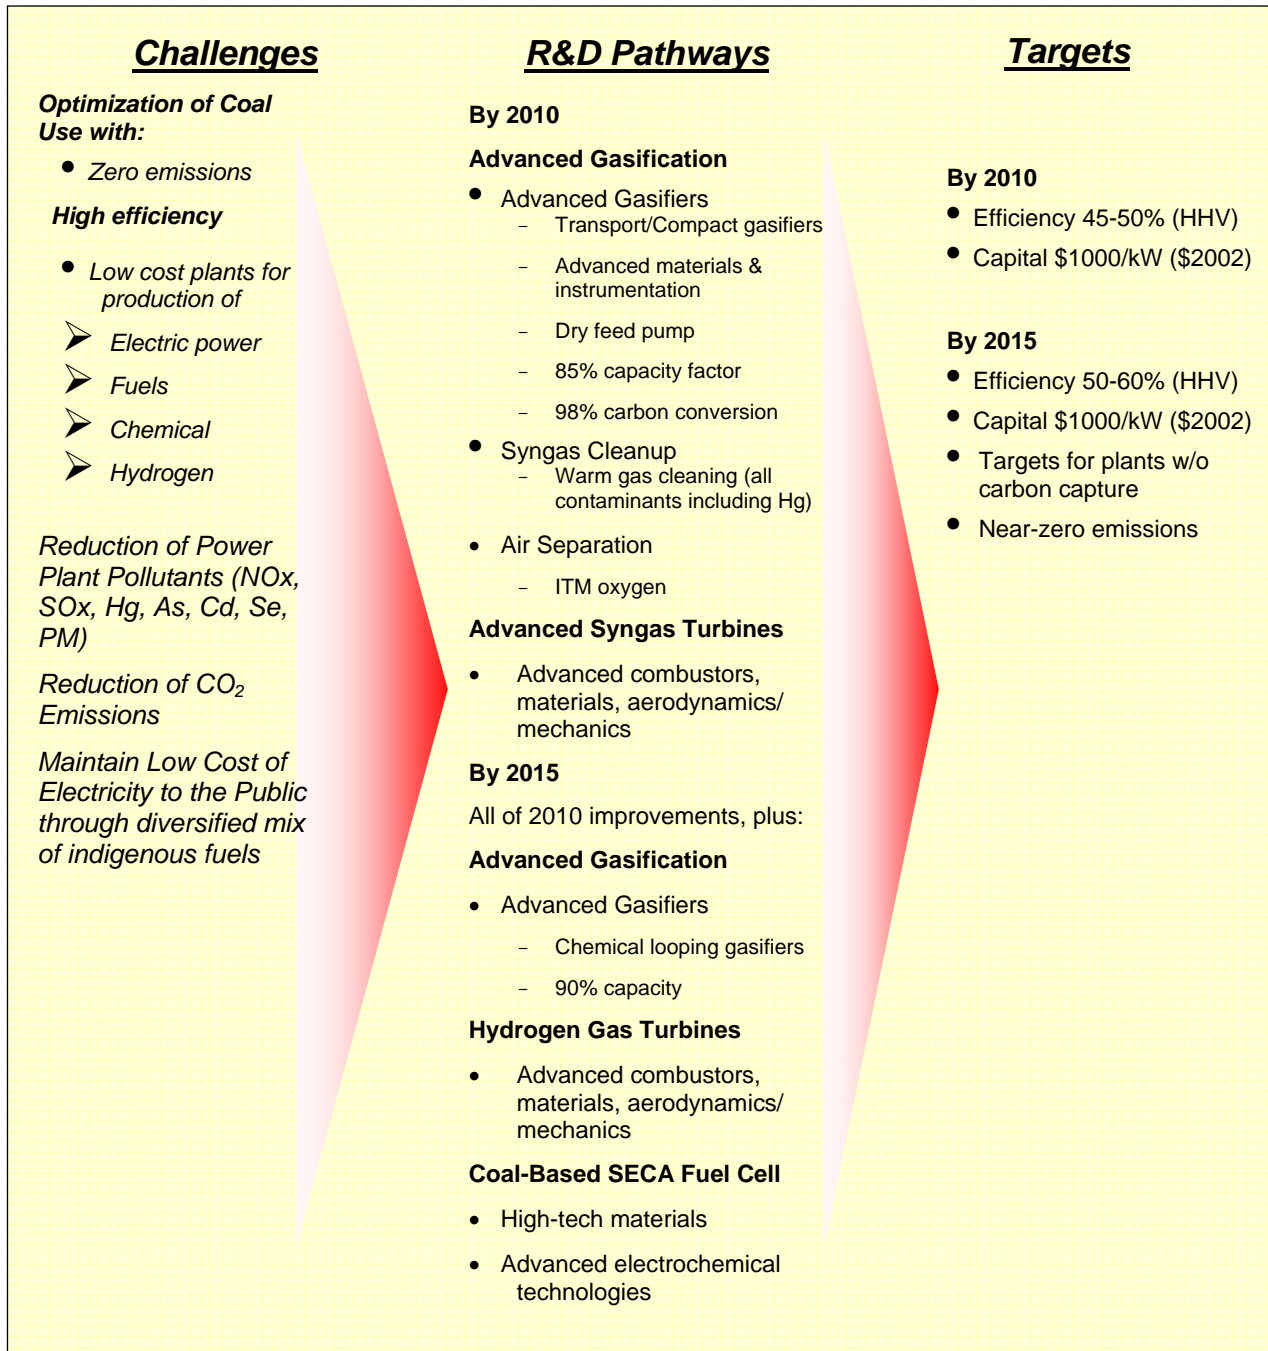 Challenges
Optimization of Coal
Use with:
• Zero emissions
High efficiency
• Low cost plants for
production of
➢ Electric power
➢ Fuels
➢ Chemical
➢ Hydrogen
Reduction of Power
Plant Pollutants (NOx,
SOx, Hg, As, Cd, Se,
PM)
Reduction of CO₂
Emissions
Maintain Low Cost of
Electricity to the Public
through diversified mix
of indigenous fuels
R&D Pathways
By 2010
Advanced Gasification
• Advanced Gasifiers
- Transport/Compact gasifiers
- Advanced materials &
instrumentation
- Dry feed pump
- 85% capacity factor
- 98% carbon conversion
• Syngas Cleanup
- Warm gas cleaning (all
contaminants including Hg)
• Air Separation
- ITM oxygen
Advanced Syngas Turbines
• Advanced combustors,
materials, aerodynamics/
mechanics
By 2015
All of 2010 improvements, plus:
Advanced Gasification
• Advanced Gasifiers
- Chemical looping gasifiers
- 90% capacity
Hydrogen Gas Turbines
• Advanced combustors,
materials, aerodynamics/
mechanics
Coal-Based SECA Fuel Cell
• High-tech materials
• Advanced electrochemical
technologies
Targets
By 2010
• Efficiency 45-50% (HHV)
• Capital $1000/kW ($2002)
By 2015
• Efficiency 50-60% (HHV)
• Capital $1000/kW ($2002)
• Targets for plants w/o
carbon capture
• Near-zero emissions